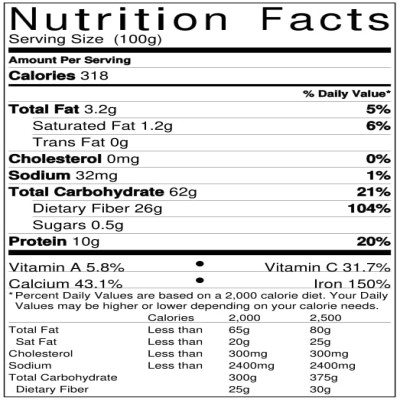 Nutrition Facts
Serving Size (100g)
Amount Per Serving
Calories 318
% Daily Value*
Total Fat 3.2g 5%
Saturated Fat 1.2g 6%
Trans Fat 0g
Cholesterol 0mg 0%
Sodium 32mg 1%
Total Carbohydrate 62g 21%
Dietary Fiber 26g 104%
Sugars 0.5g
Protein 10g 20%
Vitamin A 5.8% • Vitamin C 31.7%
Calcium 43.1% • Iron 150%
*Percent Daily Values are based on a 2,000 calorie diet. Your Daily
Values may be higher or lower depending on your calorie needs.
Calories 2,000 2,500
Total Fat Less than 65g 80g
Sat Fat Less than 20g 25g
Cholesterol Less than 300mg 300mg
Sodium Less than 2400mg 2400mg
Total Carbohydrate 300g 375g
Dietary Fiber 25g 30g